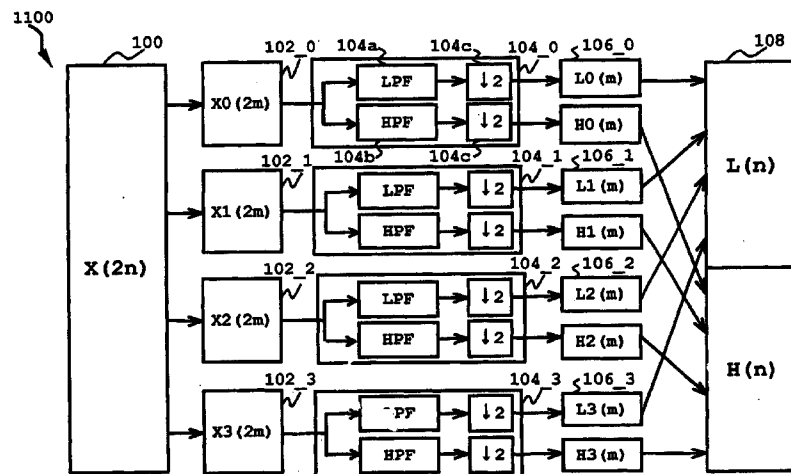 1100
100
102_0
104a
104c
104_0
106_0
108
X0(2m)
LPF
↓2
L0(m)
HPF
↓2
H0(m)
104b
104c
102_1
104_1
106_1
X1(2m)
LPF
↓2
L1(m)
HPF
↓2
H1(m)
L(n)
X(2n)
102_2
104_2
106_2
X2(2m)
LPF
↓2
L2(m)
HPF
↓2
H2(m)
H(n)
102_3
104_3
106_3
X3(2m)
PF
↓2
L3(m)
HPF
↓2
H3(m)